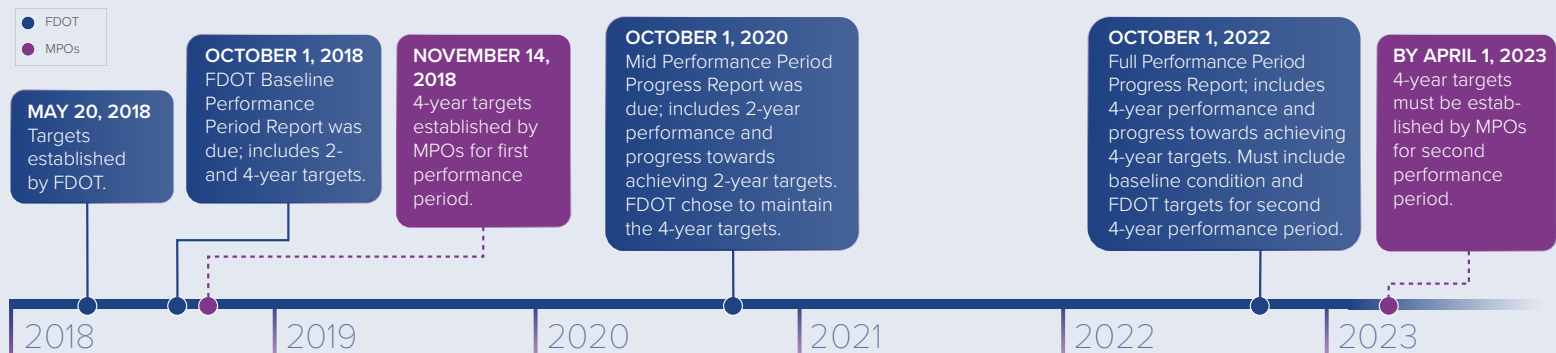 FDOT
MPOs
MAY 20, 2018
Targets
established
by FDOT.
OCTOBER 1, 2018
FDOT Baseline
Performance
Period Report was
due; includes 2-
and 4-year targets.
NOVEMBER 14,
2018
4-year targets
established by
MPOs for first
performance
period.
OCTOBER 1, 2020
Mid Performance Period
Progress Report was
due; includes 2-year
performance and
progress towards
achieving 2-year targets.
FDOT chose to maintain
the 4-year targets.
OCTOBER 1, 2022
Full Performance Period
Progress Report; includes
4-year performance and
progress towards achieving
4-year targets. Must include
baseline condition and
FDOT targets for second
4-year performance period.
BY APRIL 1, 2023
4-year targets
must be estab-
lished by MPOs
for second
performance
period.
2018
2019
2020
2021
2022
2023